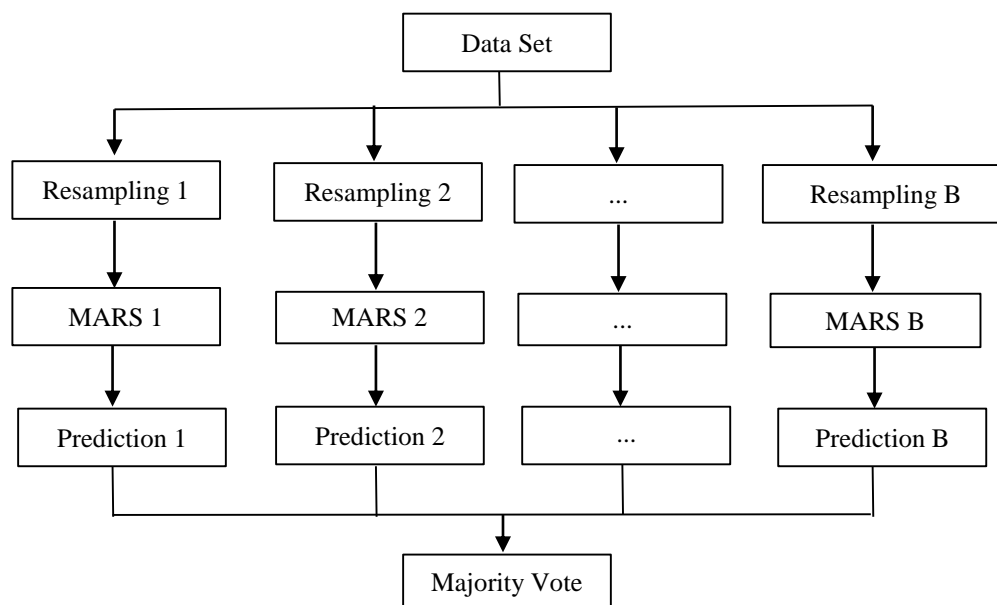 Data Set
Resampling 1
Resampling 2
...
Resampling B
MARS 1
MARS 2
...
MARS B
Prediction 1
Prediction 2
...
Prediction B
Majority Vote